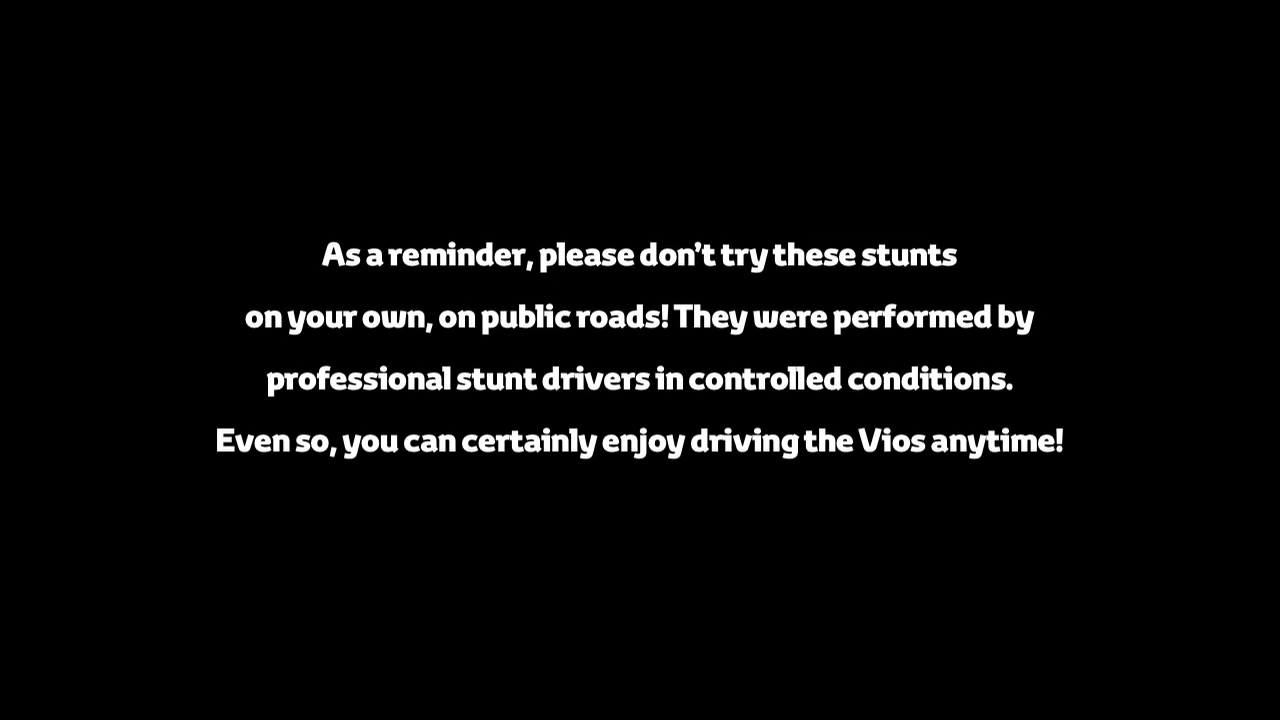 As a reminder, please don’t try these stunts
on your own, on public roads! They were performed by
professional stunt drivers in controlled conditions.
Even so, you can certainly enjoy driving the Vios anytime!